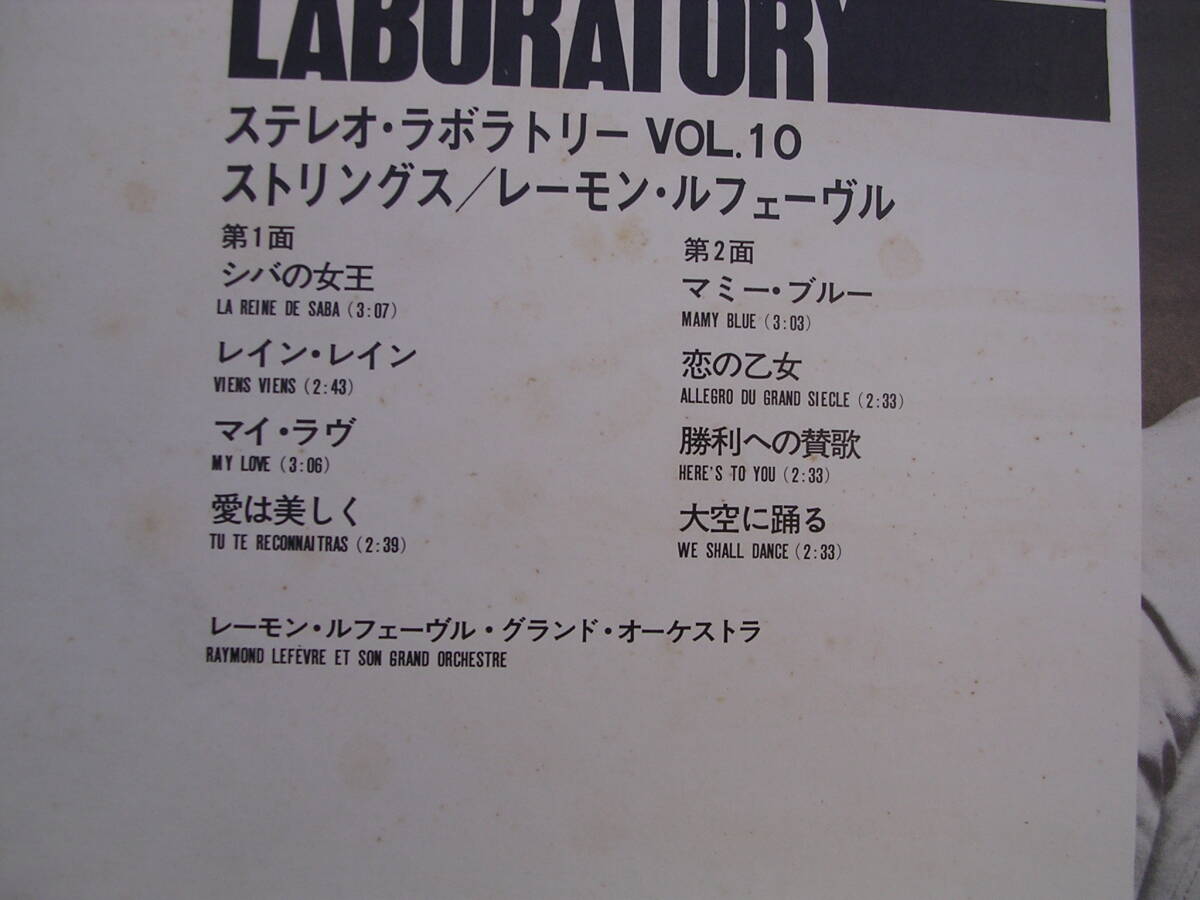 LABORATORY
ステレオ・ラボラトリー VOL.10
ストリングス/レーモン・ルフェーヴル
第1面
シバの女王
LA REINE DE SABA (3:07)
レイン・レイン
VIENS VIENS (2:43)
マイ・ラヴ
MY LOVE (3:06)
愛は美しく
TU TE RECONNAITRAS (2:39)
第2面
マミー・ブルー
MAMY BLUE (3:03)
恋の乙女
ALLEGRO DU GRAND SIECLE (2:33)
勝利への賛歌
HERE'S TO YOU (2:33)
大空に踊る
WE SHALL DANCE (2:33)
レーモン・ルフェーヴル・グランド・オーケストラ
RAYMOND LEFÈVRE ET SON GRAND ORCHESTRE